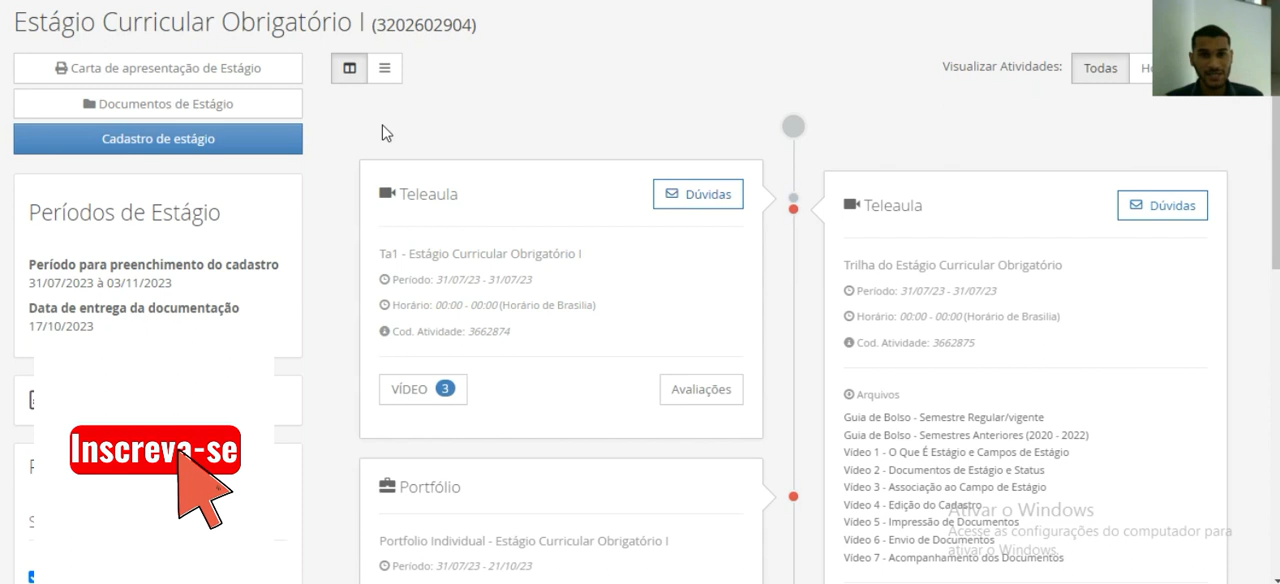 Estágio Curricular Obrigatório I (3202602904)
Carta de apresentação de Estágio
Documentos de Estágio
Cadastro de estágio
Visualizar Atividades: Todas
Períodos de Estágio
Período para preenchimento do cadastro
31/07/2023 à 03/11/2023
Data de entrega da documentação
17/10/2023
Inscreva-se
Teleaula
Dúvidas
Ta1 - Estágio Curricular Obrigatório I
Período: 31/07/23 - 31/07/23
Horário: 00:00 - 00:00 (Horário de Brasilia)
Cod. Atividade: 3662874
VÍDEO 3
Avaliações
Portfólio
Portfolio Individual - Estágio Curricular Obrigatório I
Período: 31/07/23 - 21/10/23
Teleaula
Dúvidas
Trilha do Estágio Curricular Obrigatório
Período: 31/07/23 - 31/07/23
Horário: 00:00 - 00:00 (Horário de Brasilia)
Cod. Atividade: 3662875
Arquivos
Guia de Bolso - Semestre Regular/vigente
Guia de Bolso - Semestres Anteriores (2020 - 2022)
Vídeo 1 - O Que É Estágio e Campos de Estágio
Vídeo 2 - Documentos de Estágio e Status
Vídeo 3 - Associação ao Campo de Estágio
Vídeo 4 - Edição do Cadastro
Vídeo 5 - Impressão de Documentos
Vídeo 6 - Envio de Documentos
Vídeo 7 - Acompanhamento dos Documentos
Ativar o Windows
Acesse as configurações do computador para
ativar o Windows.